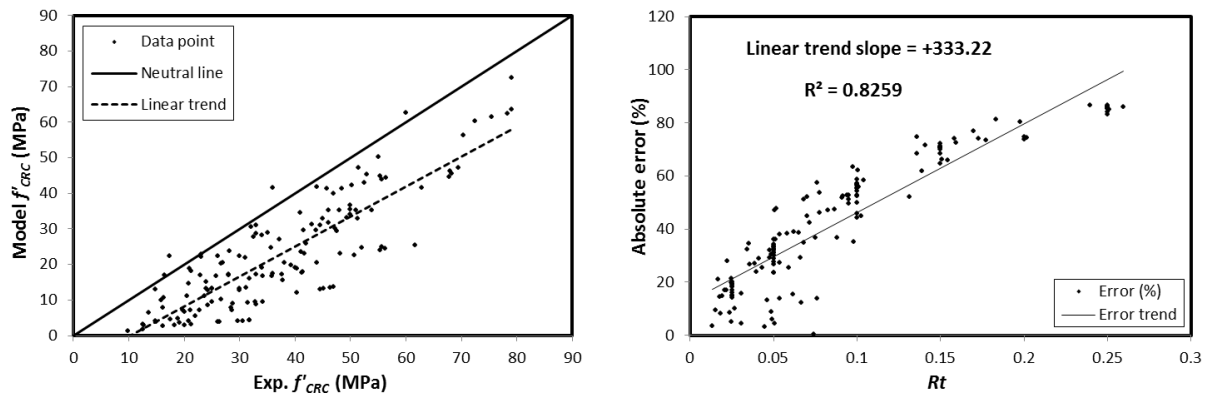 90
80
70
60
50
40
30
20
10
0
Model f'CRC (MPa)
Data point
Neutral line
Linear trend
0 10 20 30 40 50 60 70 80 90
Exp. f'CRC (MPa)
120
100
80
60
40
20
0
Absolute error (%)
Linear trend slope = +333.22
R² = 0.8259
Error (%)
Error trend
0 0.05 0.1 0.15 0.2 0.25 0.3
Rt